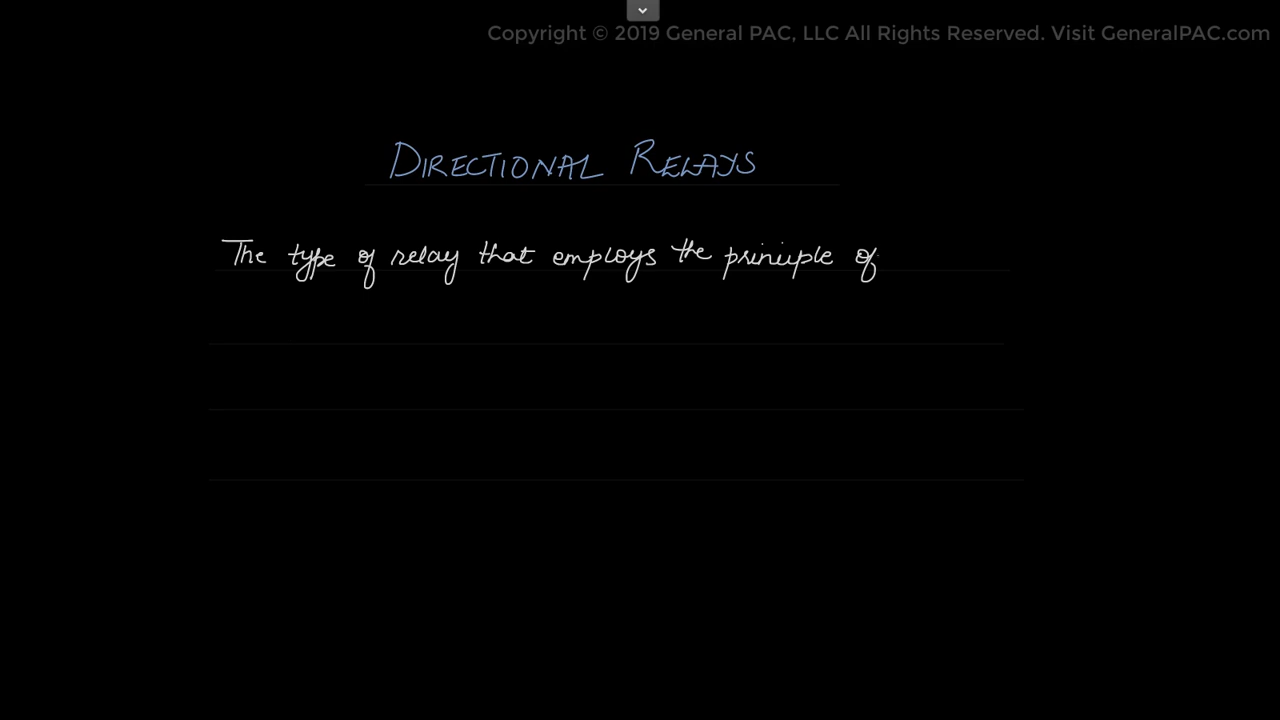 Copyright © 2019 General PAC, LLC All Rights Reserved. Visit GeneralPAC.com
DIRECTIONAL RELAYS
The type of relay that employs the priniple of